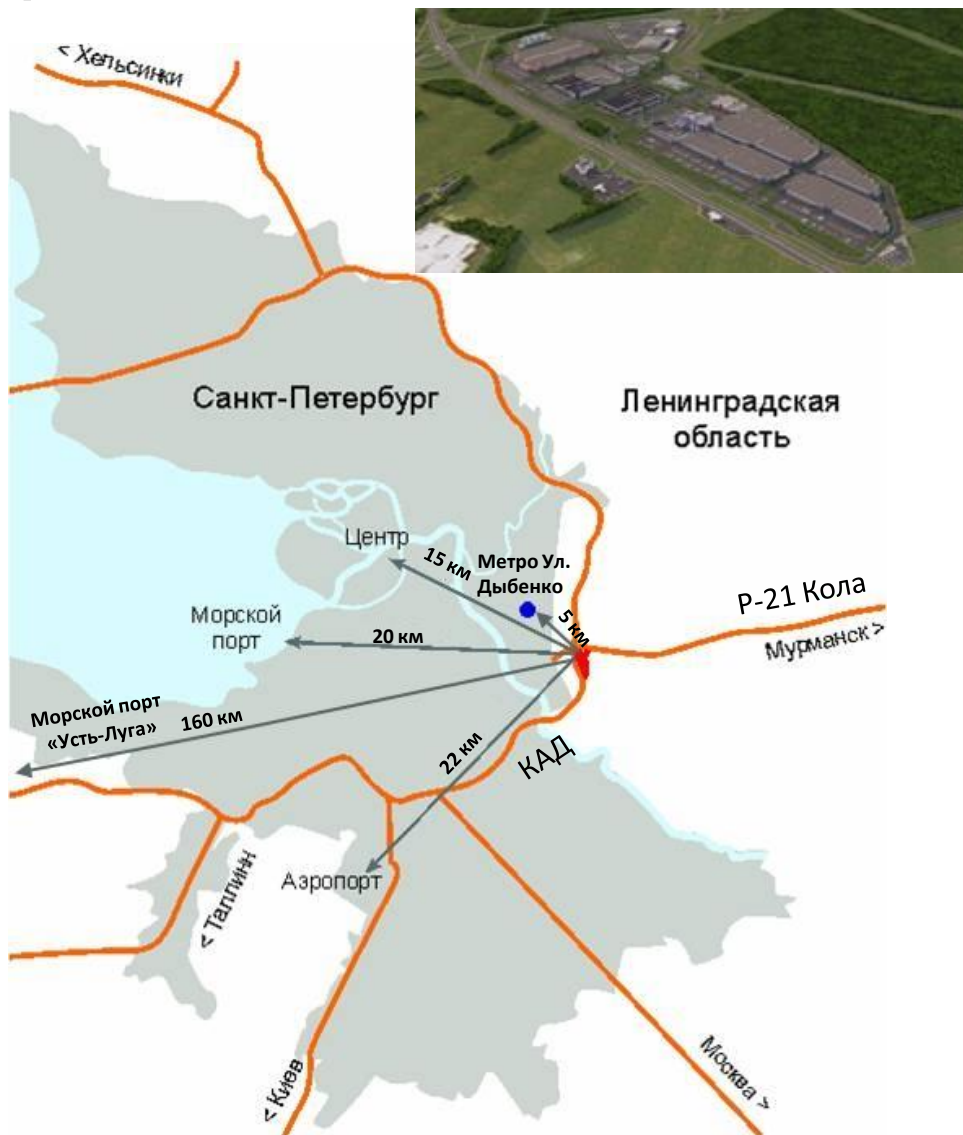 < Хельсинки
Санкт-Петербург
Ленинградская
область
Центр
15 км
Метро Ул.
Дыбенко
5 км
Р-21 Кола
Мурманск >
Морской
порт
20 км
Морской порт
«Усть-Луга»
160 км
22 км
КАД
Аэропорт
< Таллинн
< Киев
Москва >